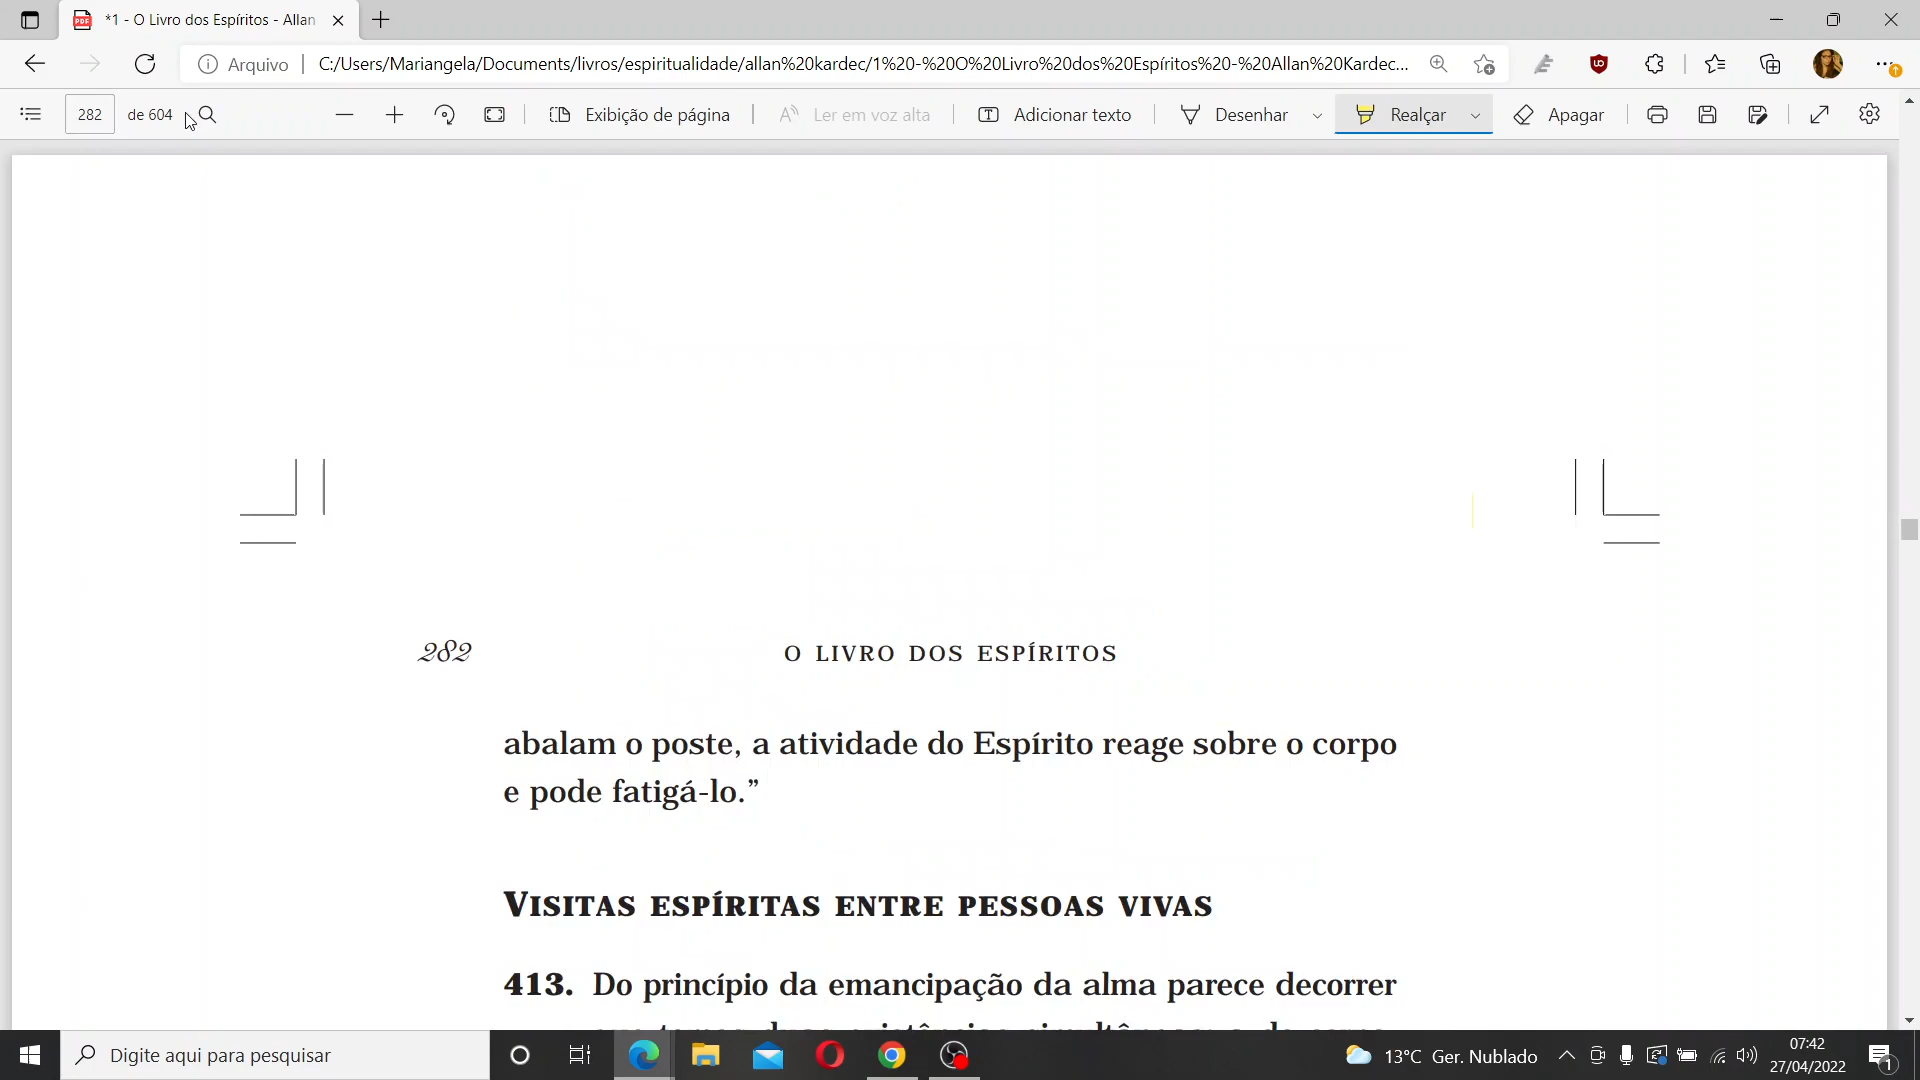 *1 - O Livro dos Espíritos - Allan
Arquivo
C:/Users/Mariangela/Documents/livros/espiritualidade/allan%20kardec/1%20-%20O%20Livro%20dos%20Espíritos%20-%20Allan%20Kardec...
282 de 604
Exibição de página
Ler em voz alta
Adicionar texto
Desenhar
Realçar
Apagar
282
O LIVRO DOS ESPÍRITOS
abalam o poste, a atividade do Espírito reage sobre o corpo
e pode fatigá-lo.”
VISITAS ESPÍRITAS ENTRE PESSOAS VIVAS
413. Do princípio da emancipação da alma parece decorrer
Digite aqui para pesquisar
13°C Ger. Nublado
07:42
27/04/2022
1